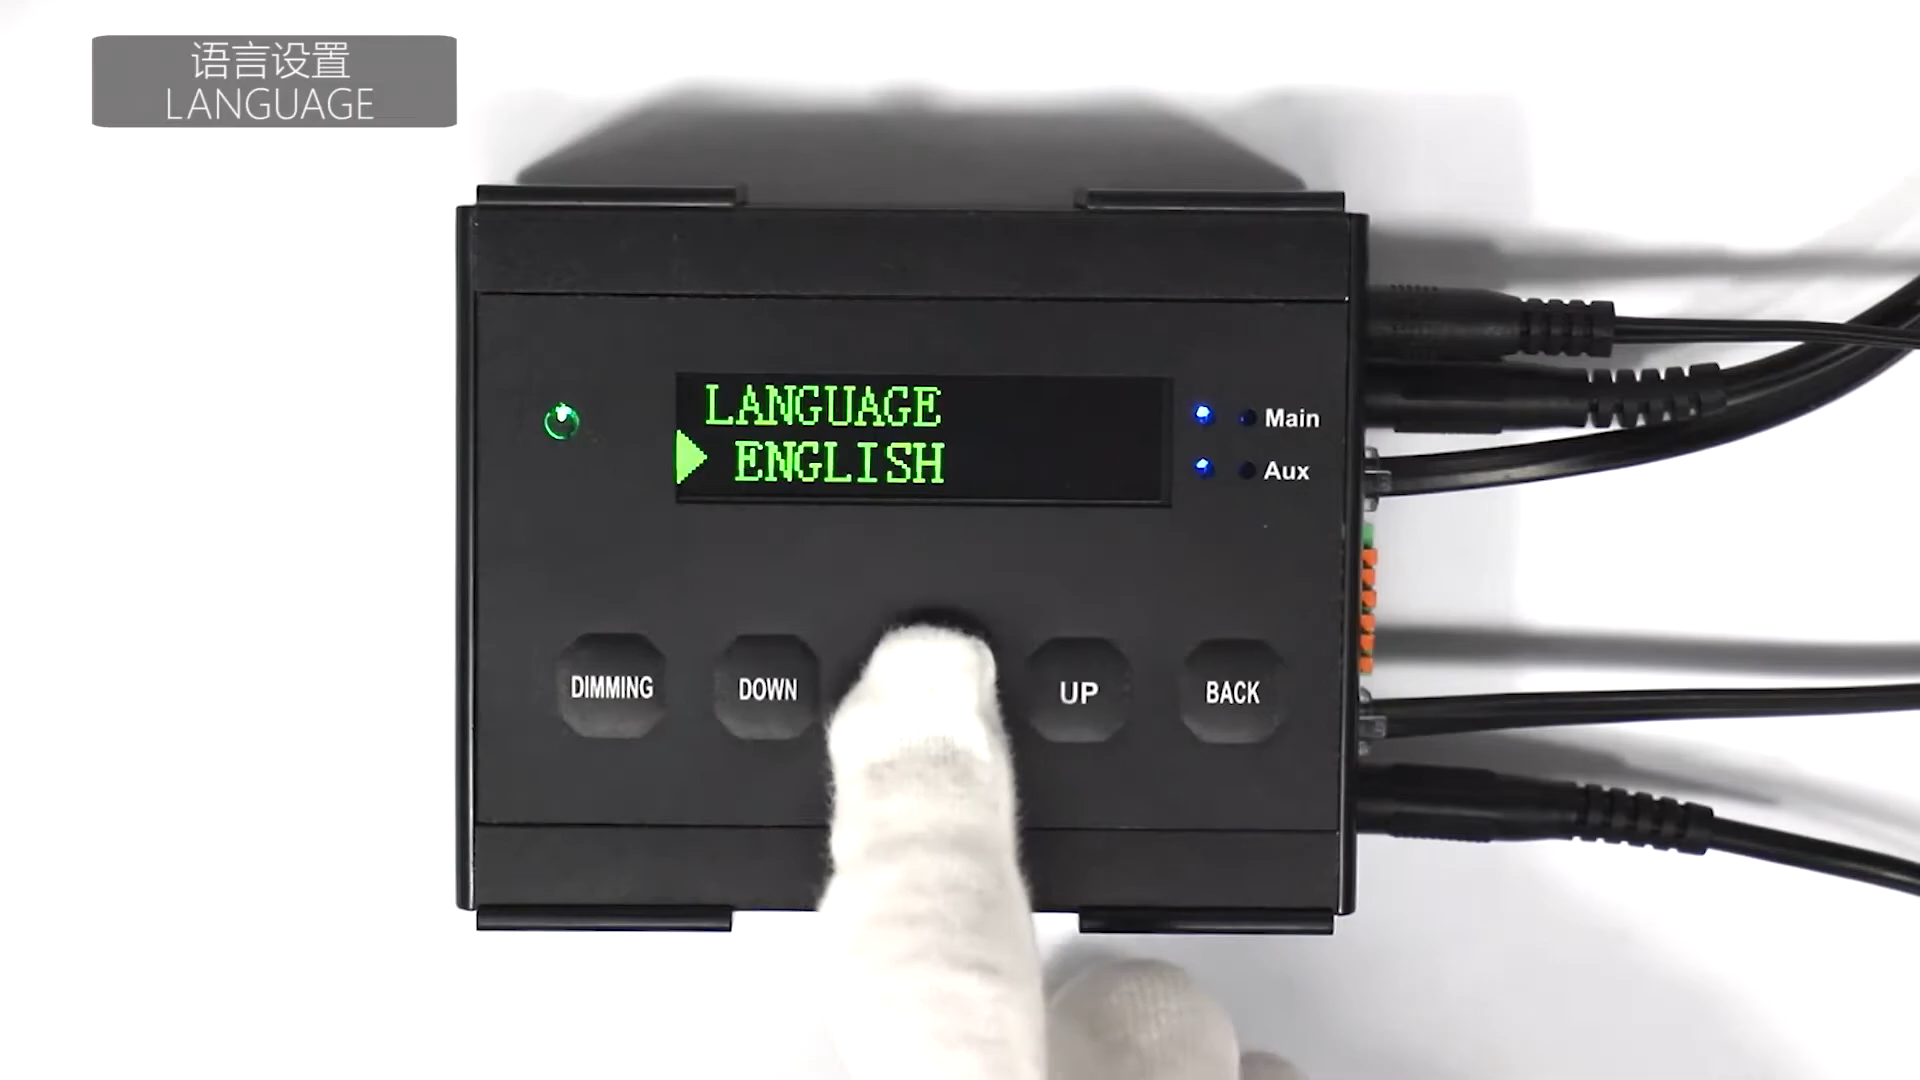 语言设置
LANGUAGE
LANGUAGE
ENGLISH
Main
Aux
DIMMING
DOWN
UP
BACK